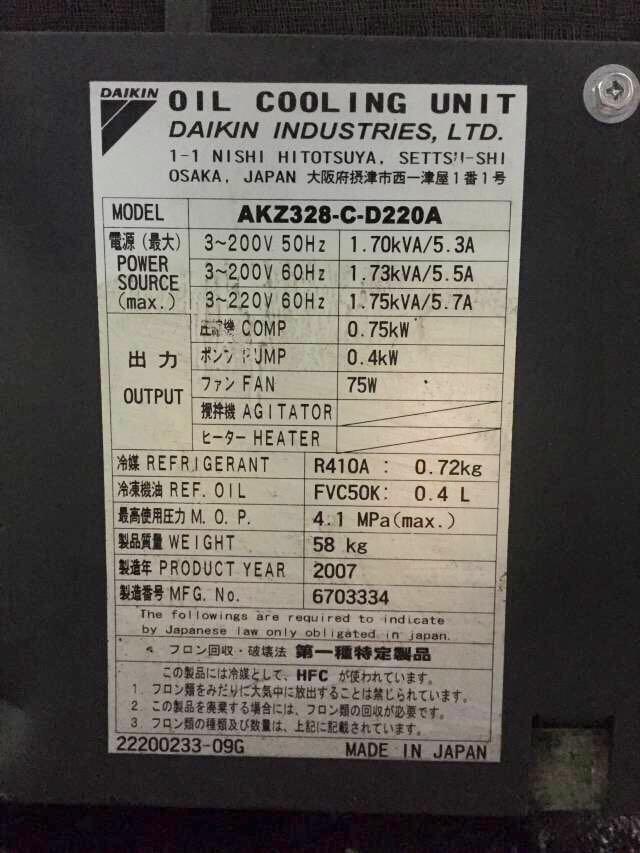 DAIKIN OIL COOLING UNIT
DAIKIN INDUSTRIES, LTD.
1-1 NISHI HITOTSUYA, SETTSU-SHI
OSAKA, JAPAN 大阪府摂津市西一津屋1番1号
MODEL AKZ328-C-D220A
電源(最大) POWER SOURCE (max.)
3~200V 50Hz 1.70kVA/5.3A
3~200V 60Hz 1.73kVA/5.5A
3~220V 60Hz 1.75kVA/5.7A
出力 OUTPUT
圧縮機 COMP 0.75kW
ポンプ PUMP 0.4kW
ファン FAN 75W
攪拌機 AGITATOR
ヒーター HEATER
冷媒 REFRIGERANT R410A: 0.72kg
冷凍機油 REF. OIL FVC50K: 0.4 L
最高使用圧力 M. O. P. 4.1 MPa(max.)
製品質量 WEIGHT 58 kg
製造年 PRODUCT YEAR 2007
製造番号 MFG. No. 6703334
The followings are required to indicate
by Japanese law only obligated in japan.
フロン回収・破壊法 第一種特定製品
この製品には冷媒として、HFC が使われています。
1. フロン類をみだりに大気中に放出することは禁じられています。
2. この製品を廃棄する場合には、フロン類の回収が必要です。
3. フロン類の種類及び数量は、上記に記載されています。
22200233-09G MADE IN JAPAN